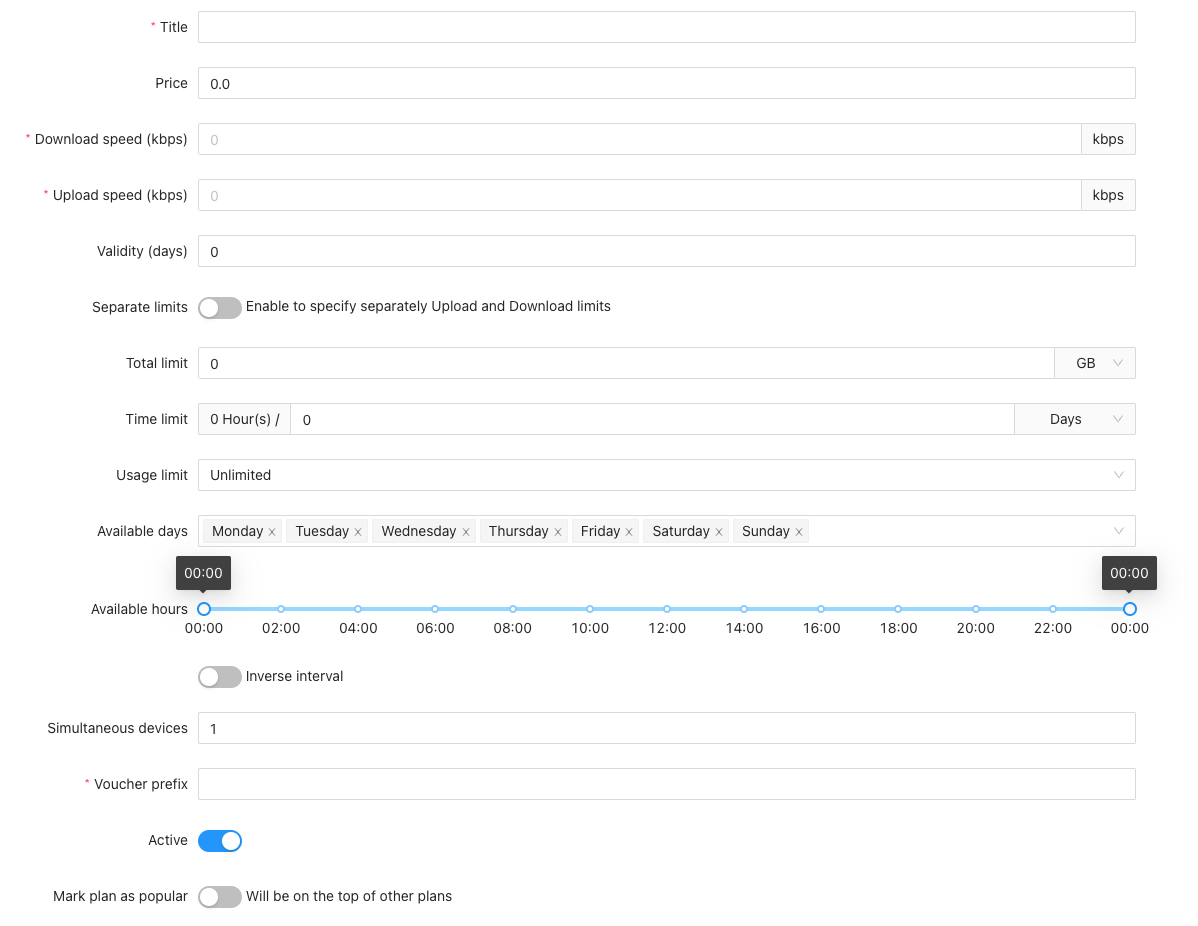 * Title
Price 0.0
* Download speed (kbps) 0 kbps
* Upload speed (kbps) 0 kbps
Validity (days) 0
Separate limits Enable to specify separately Upload and Download limits
Total limit 0 GB
Time limit 0 Hour(s) / 0 Days
Usage limit Unlimited
Available days Monday Tuesday Wednesday Thursday Friday Saturday Sunday
00:00 00:00
Available hours
00:00 02:00 04:00 06:00 08:00 10:00 12:00 14:00 16:00 18:00 20:00 22:00 00:00
Inverse interval
Simultaneous devices 1
* Voucher prefix
Active
Mark plan as popular Will be on the top of other plans